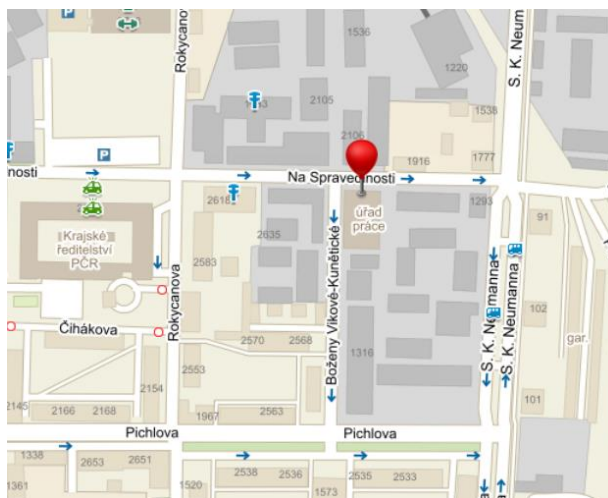 P
Rokycanova
1536
S. K. Neum
1220
2105
1538
2106
P
1916
1777
nosti
Na Spravedlnosti
2618
1293
úřad
práce
91
Krajské
ředitelství
PČR
2635
2583
Rokycanova
Boženy Vikové-Kunětické
S. K. Neumanna
S. K. Neumanna
102
Čihákova
2570
2568
gar.
1316
2553
2154
101
2145
2166
2168
1967
2563
Pichlova
Pichlova
1338
2653
2651
2538
2536
2535
2533
1361
1520
1573